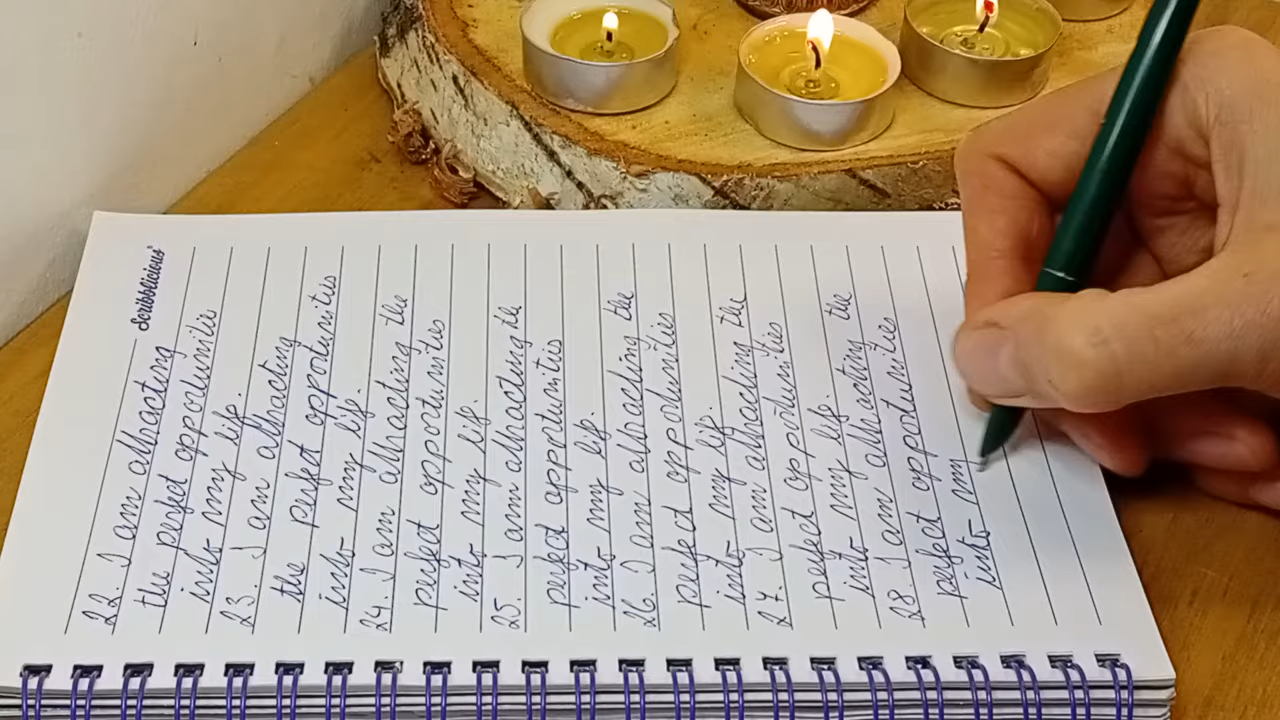 Scribblicious®
22. I am attracting
the perfect opportunitie
into my life.
23. I am attracting
the perfect opportunities
into my life.
24. I am attracting the
perfect opportunities
into my life.
25. I am attracting the
perfect opportunities
into my life.
26. I am attracting the
perfect opportunities
into my life.
27. I am attracting the
perfect opportunities
into my life.
28. I am attracting the
perfect opportunities
into my